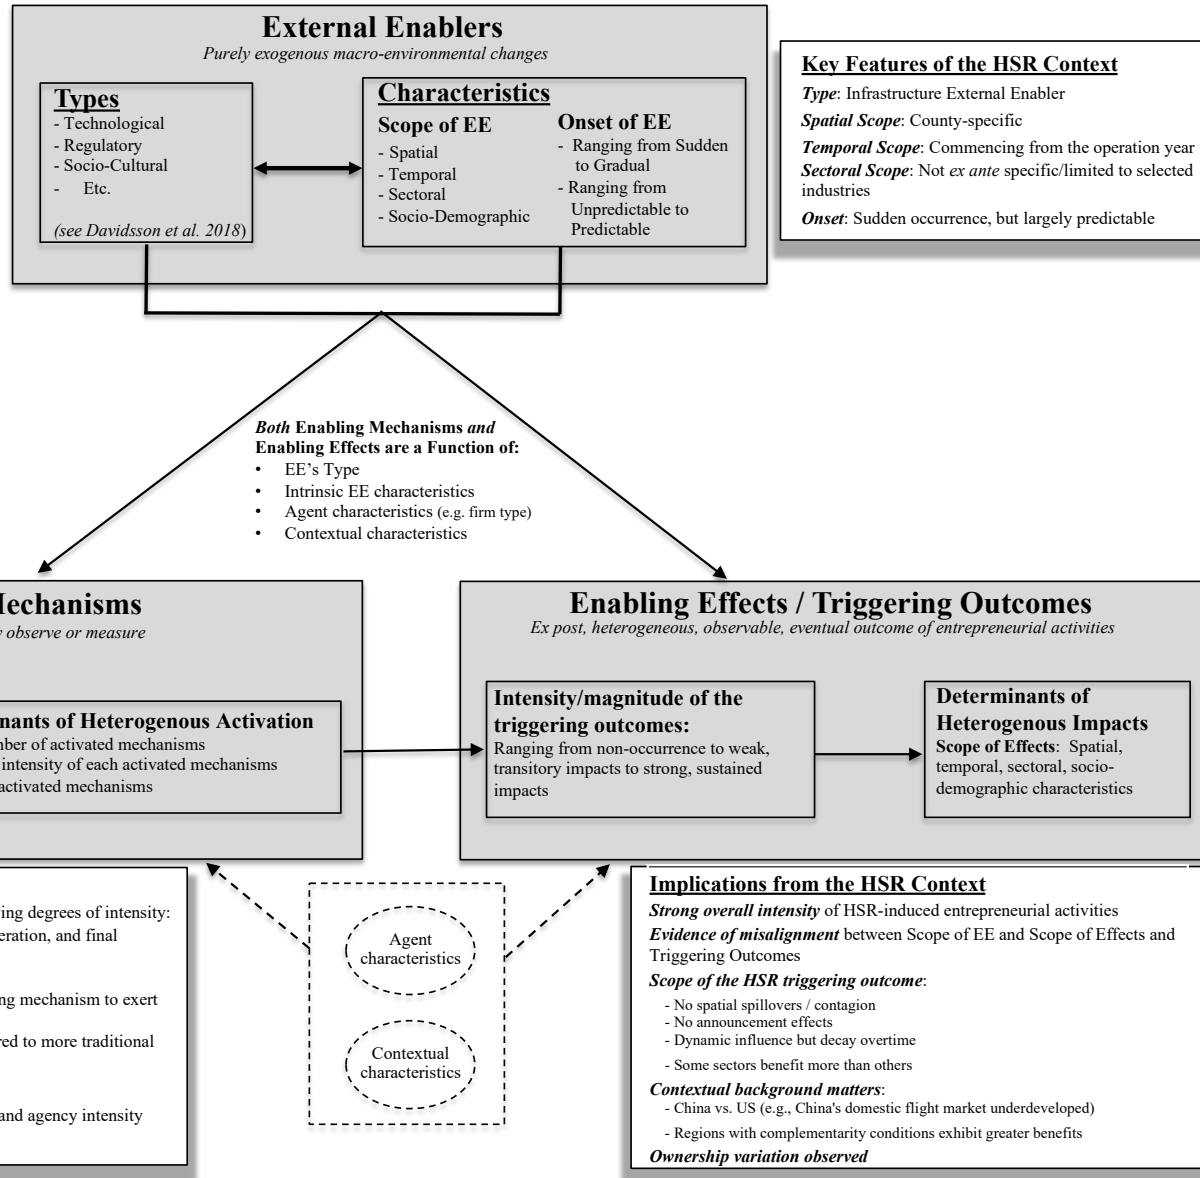 External Enablers
Purely exogenous macro-environmental changes
Types
- Technological
- Regulatory
- Socio-Cultural
- Etc.
(see Davidsson et al. 2018)
Characteristics
Scope of EE
- Spatial
- Temporal
- Sectoral
- Socio-Demographic
Onset of EE
- Ranging from Sudden
to Gradual
- Ranging from
Unpredictable to
Predictable
Key Features of the HSR Context
Type: Infrastructure External Enabler
Spatial Scope: County-specific
Temporal Scope: Commencing from the operation year
Sectoral Scope: Not ex ante specific/limited to selected
industries
Onset: Sudden occurrence, but largely predictable
Both Enabling Mechanisms and
Enabling Effects are a Function of:
• EE's Type
• Intrinsic EE characteristics
• Agent characteristics (e.g. firm type)
• Contextual characteristics
Mechanisms
y observe or measure
nants of Heterogenous Activation
nber of activated mechanisms
intensity of each activated mechanisms
activated mechanisms
Enabling Effects / Triggering Outcomes
Ex post, heterogeneous, observable, eventual outcome of entrepreneurial activities
Intensity/magnitude of the
triggering outcomes:
Ranging from non-occurrence to weak,
transitory impacts to strong, sustained
impacts
Determinants of
Heterogenous Impacts
Scope of Effects: Spatial,
temporal, sectoral, socio-
demographic characteristics
ying degrees of intensity:
eration, and final
ng mechanism to exert
red to more traditional
and agency intensity
Agent
characteristics
Contextual
characteristics
Implications from the HSR Context
Strong overall intensity of HSR-induced entrepreneurial activities
Evidence of misalignment between Scope of EE and Scope of Effects and
Triggering Outcomes
Scope of the HSR triggering outcome:
- No spatial spillovers / contagion
- No announcement effects
- Dynamic influence but decay overtime
- Some sectors benefit more than others
Contextual background matters:
- China vs. US (e.g., China's domestic flight market underdeveloped)
- Regions with complementarity conditions exhibit greater benefits
Ownership variation observed